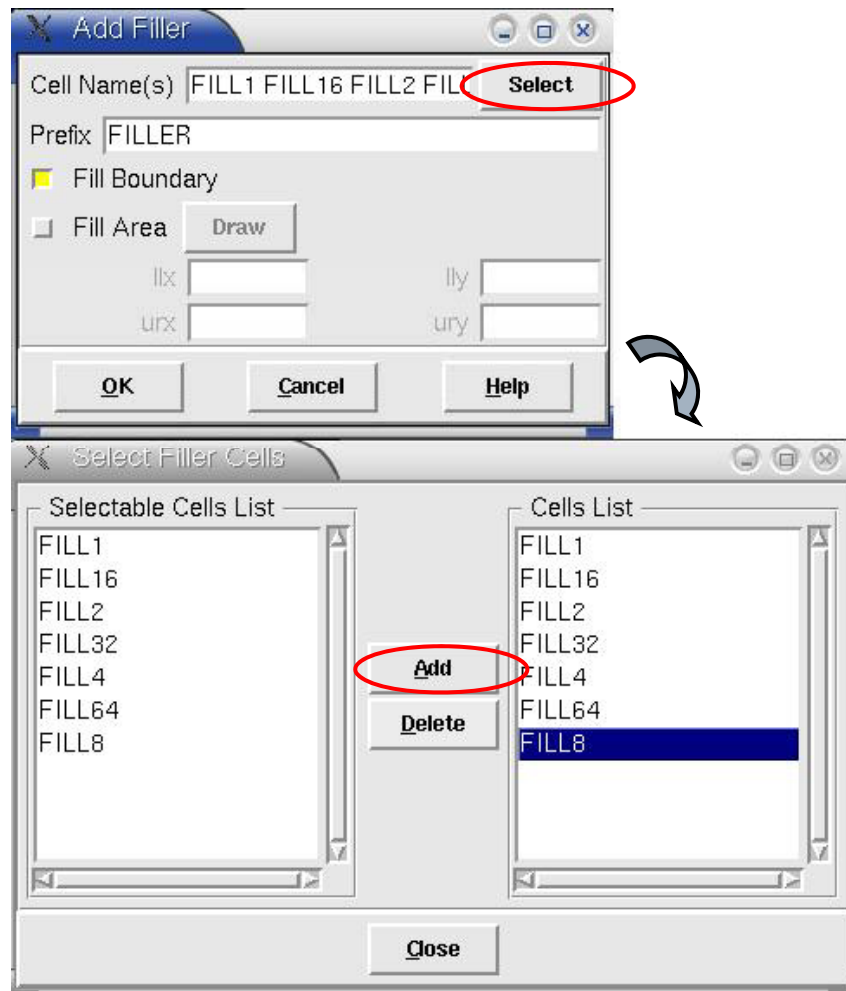 Add Filler
Cell Name(s) FILL1 FILL16 FILL2 FILL Select
Prefix FILLER
Fill Boundary
Fill Area Draw
llx lly
urx ury
OK Cancel Help
Select Filler Cells
Selectable Cells List
FILL1
FILL16
FILL2
FILL32
FILL4
FILL64
FILL8
Add
Delete
Cells List
FILL1
FILL16
FILL2
FILL32
FILL4
FILL64
FILL8
Close